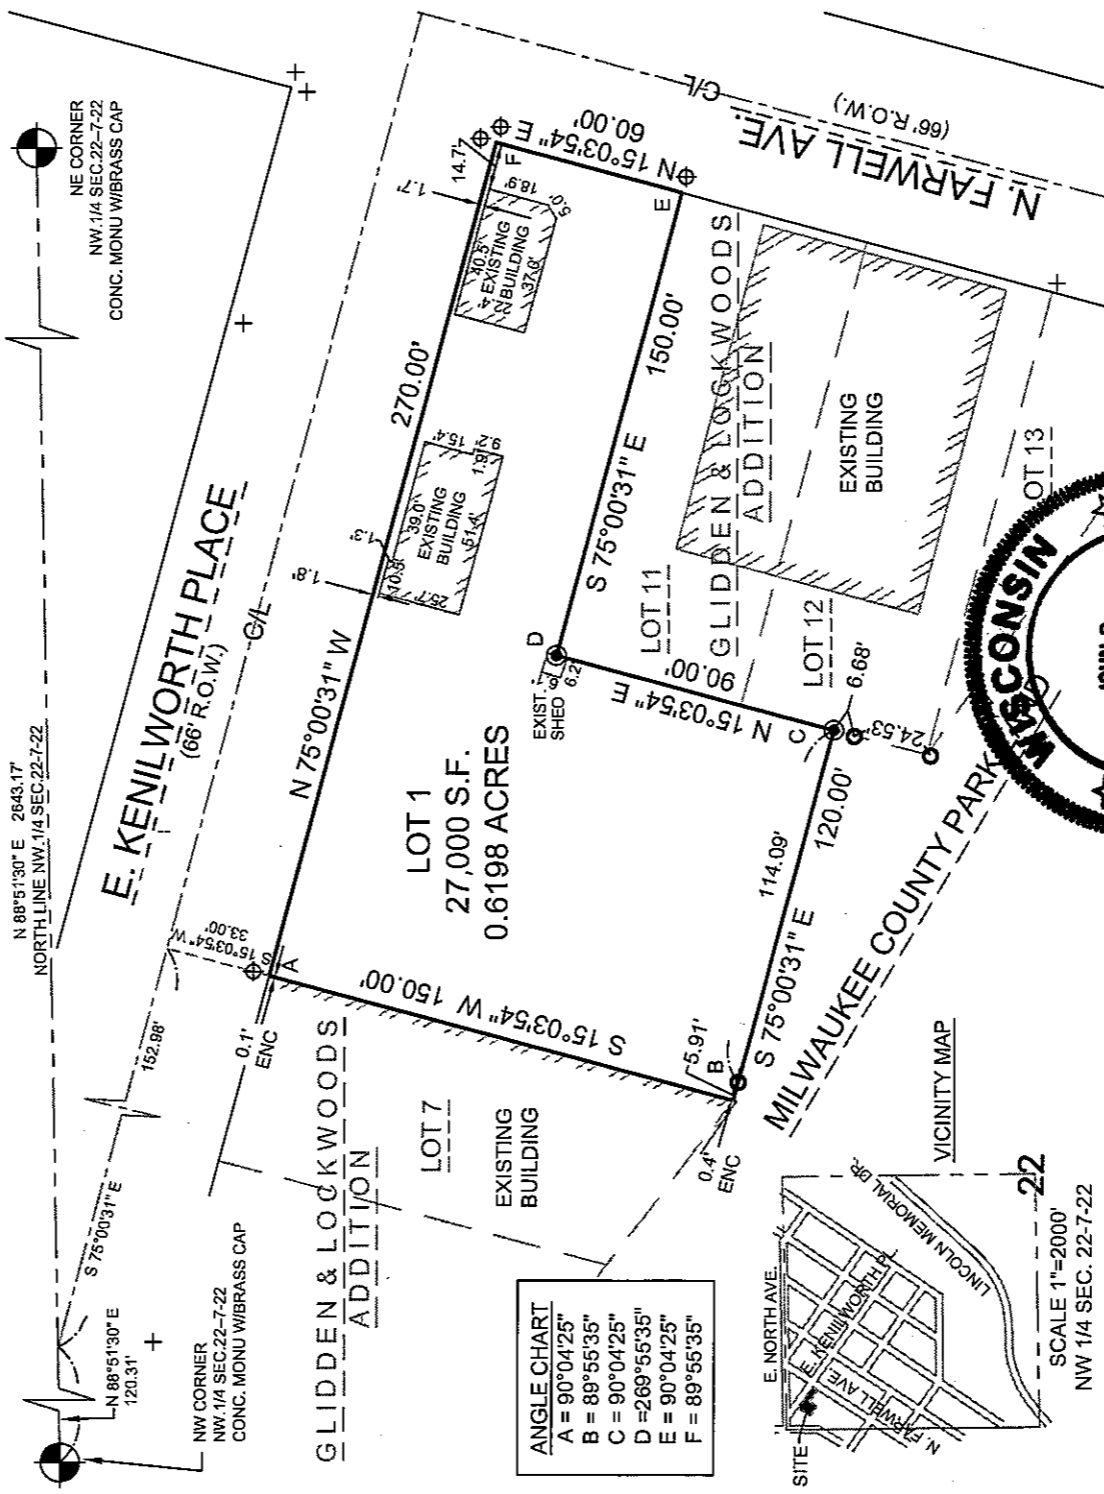 N 88°51'30" E 2643.17'
NORTH LINE NW.1/4 SEC.22-7-22
NE CORNER
NW.1/4 SEC.22-7-22
CONC. MONU W/BRASS CAP
E. KENILWORTH PLACE
(66' R.O.W.)
C/L
N 88°51'30" E
120.31'
S 75°00'31" E
152.98'
NW CORNER
NW.1/4 SEC.22-7-22
CONC. MONU W/BRASS CAP
S 15°03'54" W
33.00'
0.1'
ENC
A
N 75°00'31" W
270.00'
1.8'
1.3'
1.7'
14.7'
F
N 15°03'54" E
60.00'
E
C/L
N. FARWELL AVE.
(66' R.O.W.)
39.0'
15.4'
9.2'
1.9'
10.5'
25.7'
51.4'
EXISTING
BUILDING
40.5'
18.9'
5.0'
22.4'
37.0'
EXISTING
BUILDING
LOT 1
27,000 S.F.
0.6198 ACRES
EXIST.
SHED
6.1'
6.2'
D
S 75°00'31" E
150.00'
N 15°03'54" E
90.00'
LOT 11
GLIDDEN & LOCKWOODS
ADDITION
EXISTING
BUILDING
LOT 12
LOT 13
C
6.68'
24.53'
S 15°03'54" W 150.00'
GLIDDEN & LOCKWOODS
ADDITION
LOT 7
EXISTING
BUILDING
B
5.91'
0.4'
ENC
114.09'
S 75°00'31" E
120.00'
MILWAUKEE COUNTY PARK
WISCONSIN
ANGLE CHART
A = 90°04'25"
B = 89°55'35"
C = 90°04'25"
D =269°55'35"
E = 90°04'25"
F = 89°55'35"
VICINITY MAP
E. NORTH AVE.
E. KENILWORTH PL.
N. FARWELL AVE.
LINCOLN MEMORIAL DR.
SITE
22
SCALE 1"=2000'
NW 1/4 SEC. 22-7-22